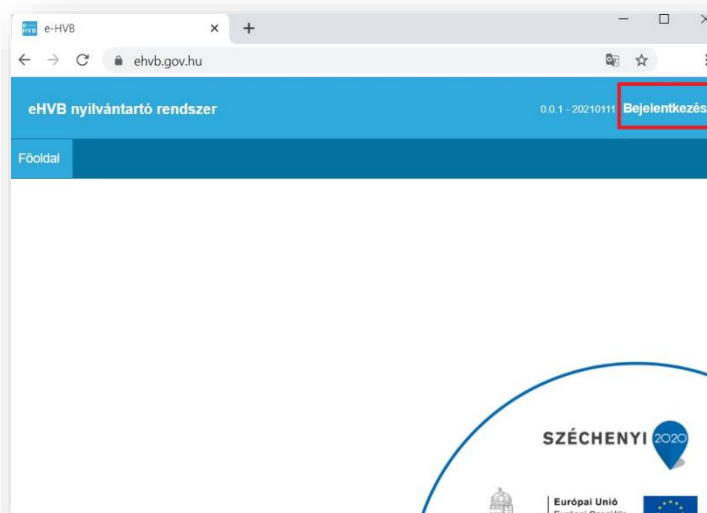 e-HVB
ehvb.gov.hu
eHVB nyilvántartó rendszer
0.0.1 - 20210111 Bejelentkezés
Főoldal
SZÉCHENYI 2020
Európai Unió